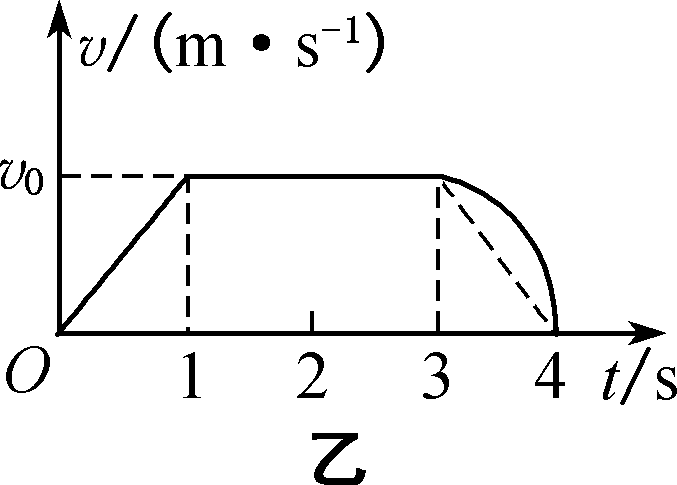 v/(m·s⁻¹)
v₀
O 1 2 3 4 t/s
乙